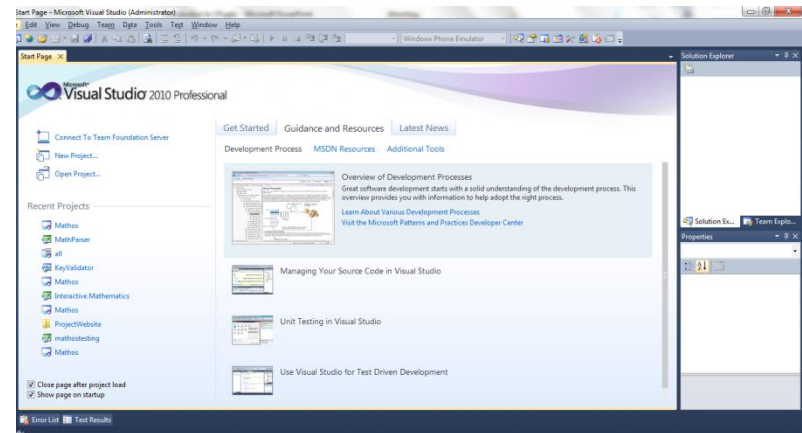 Start Page - Microsoft Visual Studio (Administrator)
Edit View Debug Team Data Tools Test Window Help
Windows Phone Emulator
Start Page
Solution Explorer
Microsoft
Visual Studio 2010 Professional
Connect To Team Foundation Server
New Project...
Open Project...
Recent Projects
Mathos
MathParser
all
KeyValidator
Mathos
Interactive Mathematics
Mathos
ProjectWebsite
mathostesting
Mathos
Close page after project load
Show page on startup
Get Started Guidance and Resources Latest News
Development Process MSDN Resources Additional Tools
Overview of Development Processes
Great software development starts with a solid understanding of the development process. This
overview provides you with information to help adopt the right process.
Learn About Various Development Processes
Visit the Microsoft Patterns and Practices Developer Center
Managing Your Source Code in Visual Studio
Unit Testing in Visual Studio
Use Visual Studio for Test Driven Development
Solution Ex... Team Explo...
Properties
Error List Test Results